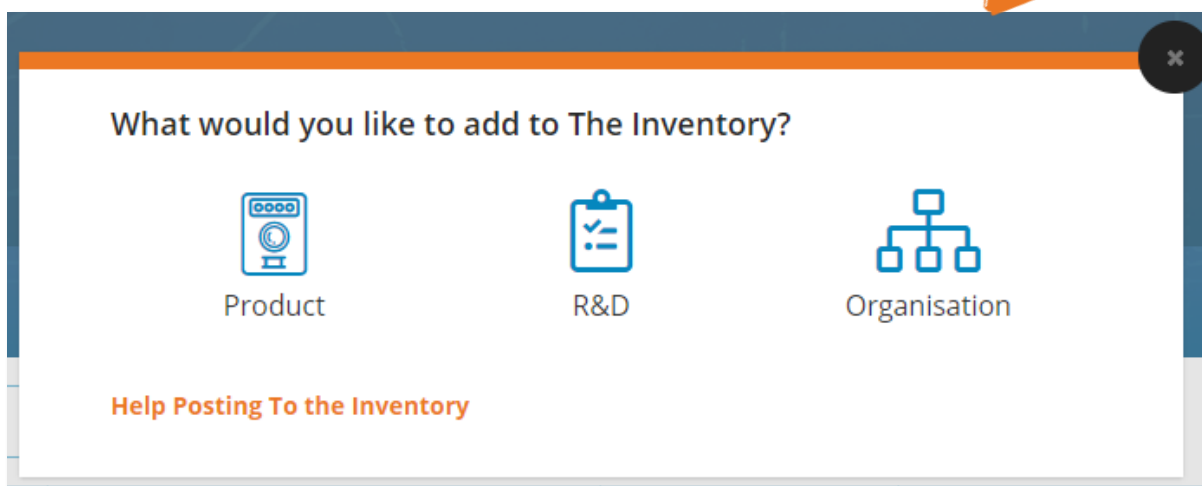 What would you like to add to The Inventory?
Product
R&D
Organisation
Help Posting To the Inventory